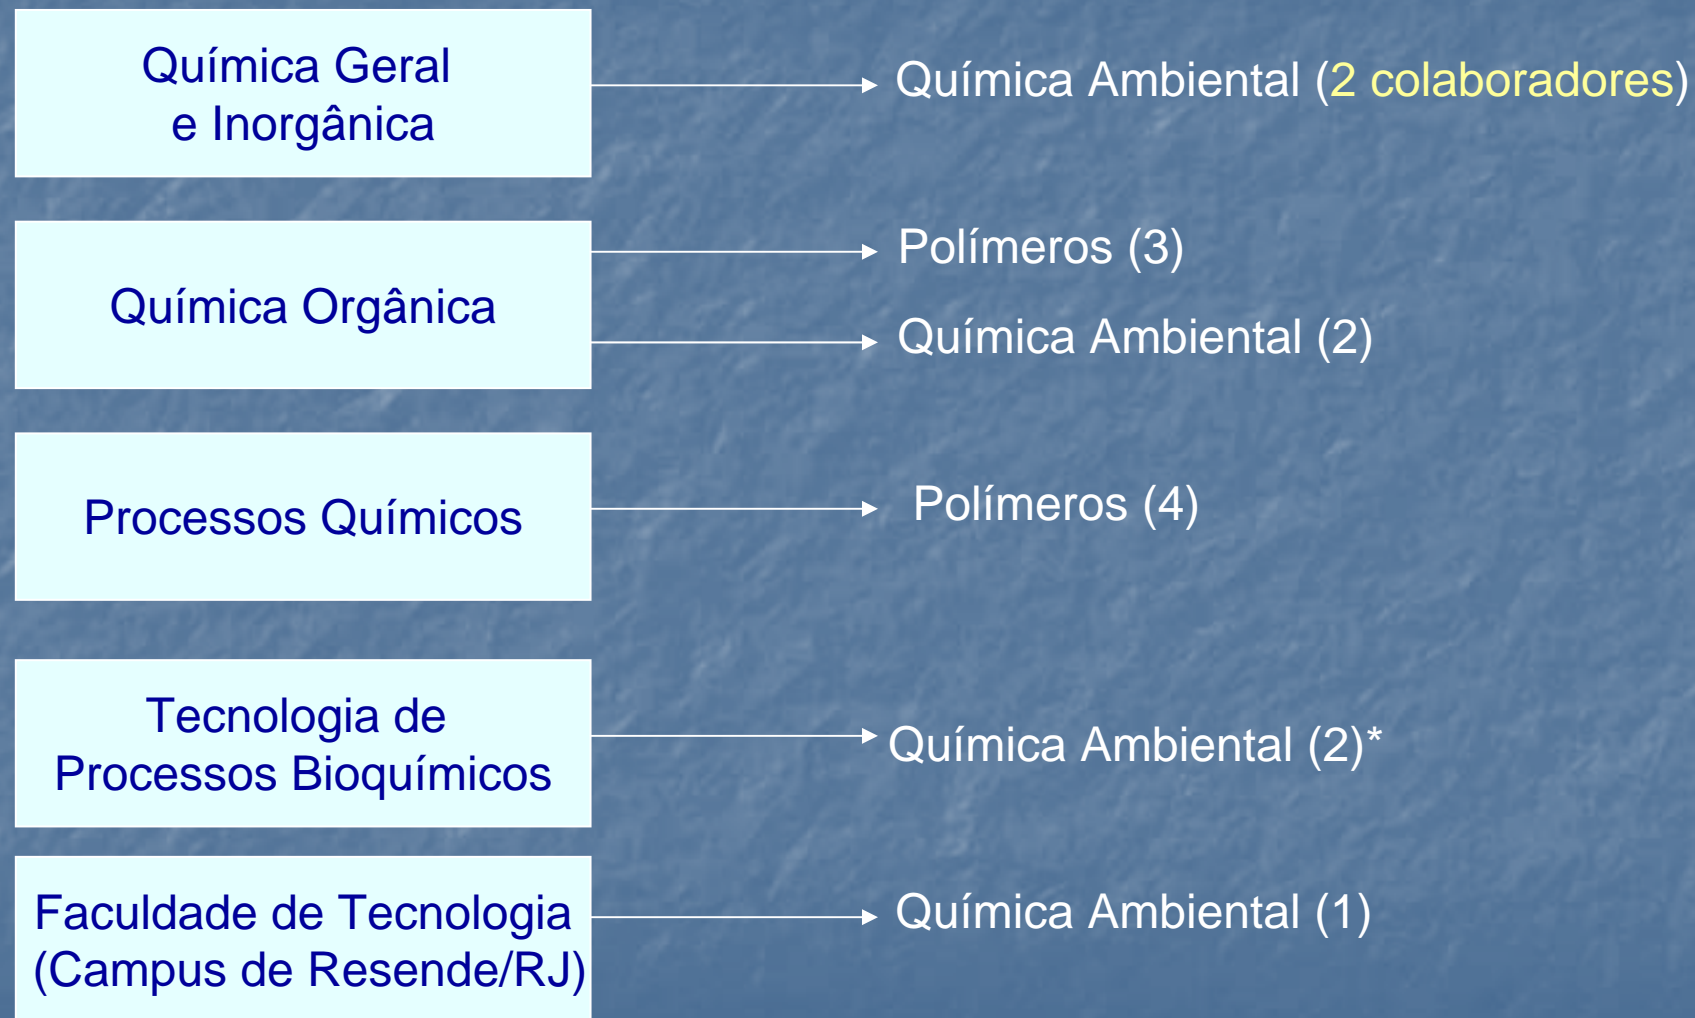 Química Geral
e Inorgânica
Química Ambiental (2 colaboradores)
Química Orgânica
Polímeros (3)
Química Ambiental (2)
Processos Químicos
Polímeros (4)
Tecnologia de
Processos Bioquímicos
Química Ambiental (2)*
Faculdade de Tecnologia
(Campus de Resende/RJ)
Química Ambiental (1)